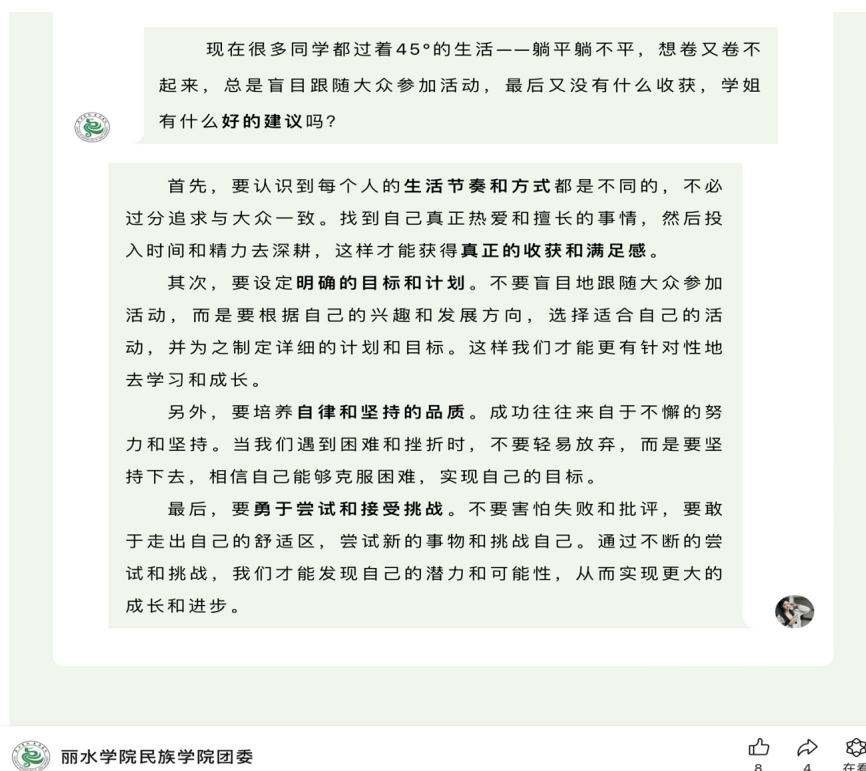 现在很多同学都过着45°的生活——躺平躺不平，想卷又卷不
起来，总是盲目跟随大众参加活动，最后又没有什么收获，学姐
有什么好的建议吗？
首先，要认识到每个人的生活节奏和方式都是不同的，不必
过分追求与大众一致。找到自己真正热爱和擅长的事情，然后投
入时间和精力去深耕，这样才能获得真正的收获和满足感。
其次，要设定明确的目标和计划。不要盲目地跟随大众参加
活动，而是要根据自己的兴趣和发展方向，选择适合自己的活
动，并为之制定详细的计划和目标。这样我们才能更有针对性地
去学习和成长。
另外，要培养自律和坚持的品质。成功往往来自于不懈的努
力和坚持。当我们遇到困难和挫折时，不要轻易放弃，而是要坚
持下去，相信自己能够克服困难，实现自己的目标。
最后，要勇于尝试和接受挑战。不要害怕失败和批评，要敢
于走出自己的舒适区，尝试新的事物和挑战自己。通过不断的尝
试和挑战，我们才能发现自己的潜力和可能性，从而实现更大的
成长和进步。
丽水学院民族学院团委
8 4 在看